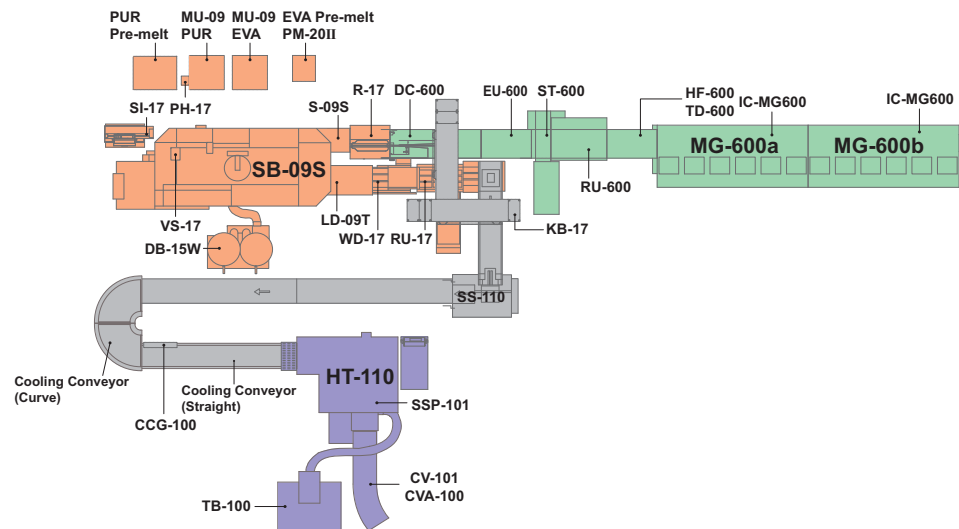 PUR
Pre-melt
MU-09
PUR
MU-09
EVA
EVA Pre-melt
PM-20II
SI-17
PH-17
S-09S
R-17
DC-600
EU-600
ST-600
HF-600
TD-600
IC-MG600
IC-MG600
MG-600a
MG-600b
SB-09S
RU-600
VS-17
LD-09T
WD-17
RU-17
KB-17
DB-15W
SS-110
HT-110
Cooling Conveyor
(Curve)
Cooling Conveyor
(Straight)
CCG-100
SSP-101
CV-101
CVA-100
TB-100